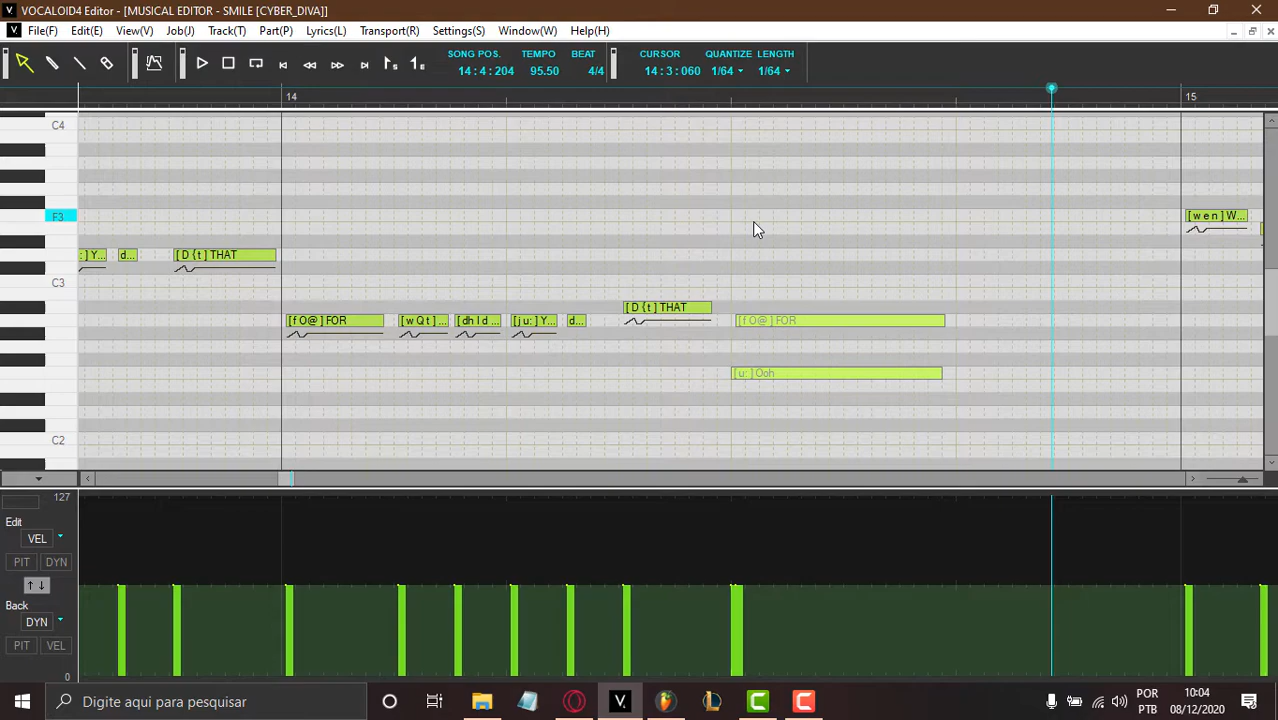 VOCALOID4 Editor - [MUSICAL EDITOR - SMILE [CYBER_DIVA]]
File(F) Edit(E) View(V) Job(J) Track(T) Part(P) Lyrics(L) Transport(R) Settings(S) Window(W) Help(H)
SONG POS. TEMPO BEAT CURSOR QUANTIZE LENGTH
14:4:204 95.50 4/4 14:3:060 1/64 1/64
14 15
C4
F3
[ w e n ] W...
: ] Y... d... [ D {t ] THAT
C3
[ D {t ] THAT
[ f O@ ] FOR [ w Q t ] ... [ dh I d ... [ j u: ] Y... d... [ f O@ ] FOR
[ u: ] Ooh
C2
127
Edit
VEL
PIT DYN
Back
DYN
PIT VEL
0
Digite aqui para pesquisar
POR
PTB
10:04
08/12/2020